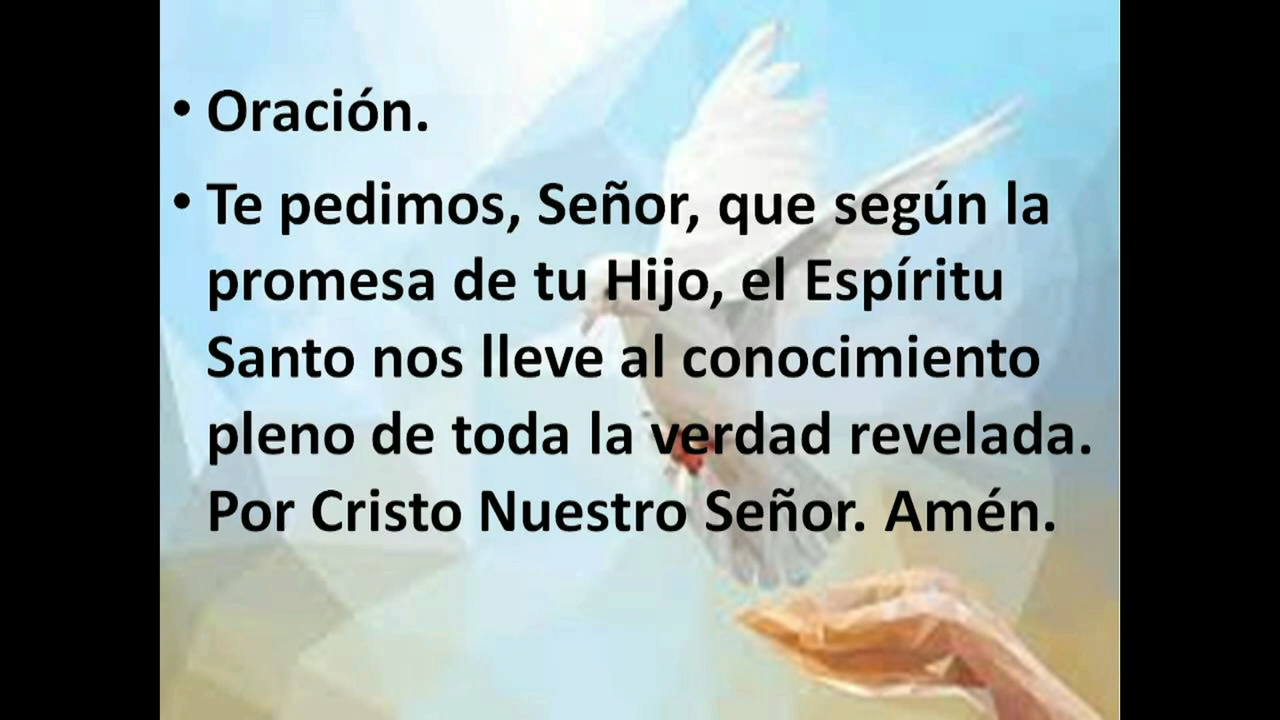 • Oración.
• Te pedimos, Señor, que según la
promesa de tu Hijo, el Espíritu
Santo nos lleve al conocimiento
pleno de toda la verdad revelada.
Por Cristo Nuestro Señor. Amén.